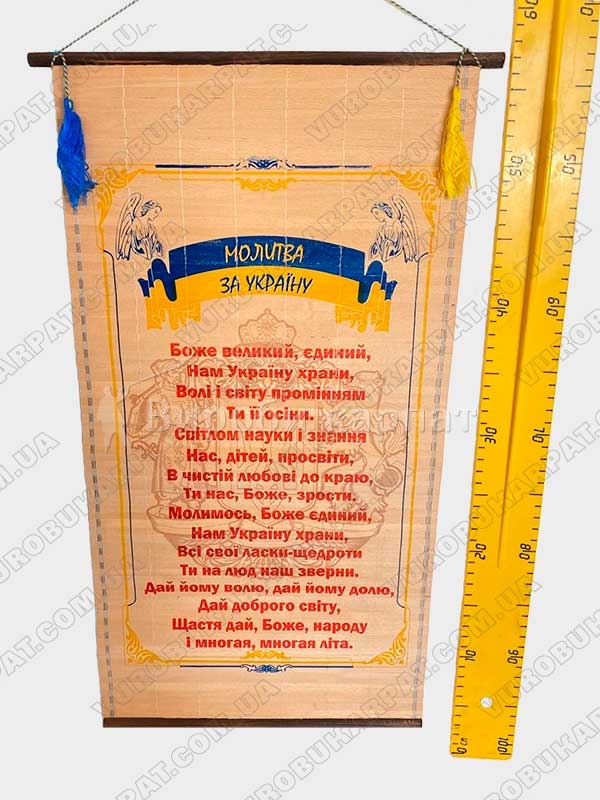 МОЛИТВА
ЗА УКРАЇНУ
Боже великий, єдиний,
Нам Україну храни,
Волі і світу промінням
Ти її осіни.
Світлом науки і знання
Нас, дітей, просвіти,
В чистій любові до краю,
Ти нас, Боже, зрости.
Молимось, Боже єдиний,
Нам Україну храни,
Всі свої ласки-щедроти
Ти на люд наш зверни.
Дай йому волю, дай йому долю,
Дай доброго світу,
Щастя дай, Боже, народу
і многая, многая літа.
VUROBUKARPAT.COM.UA